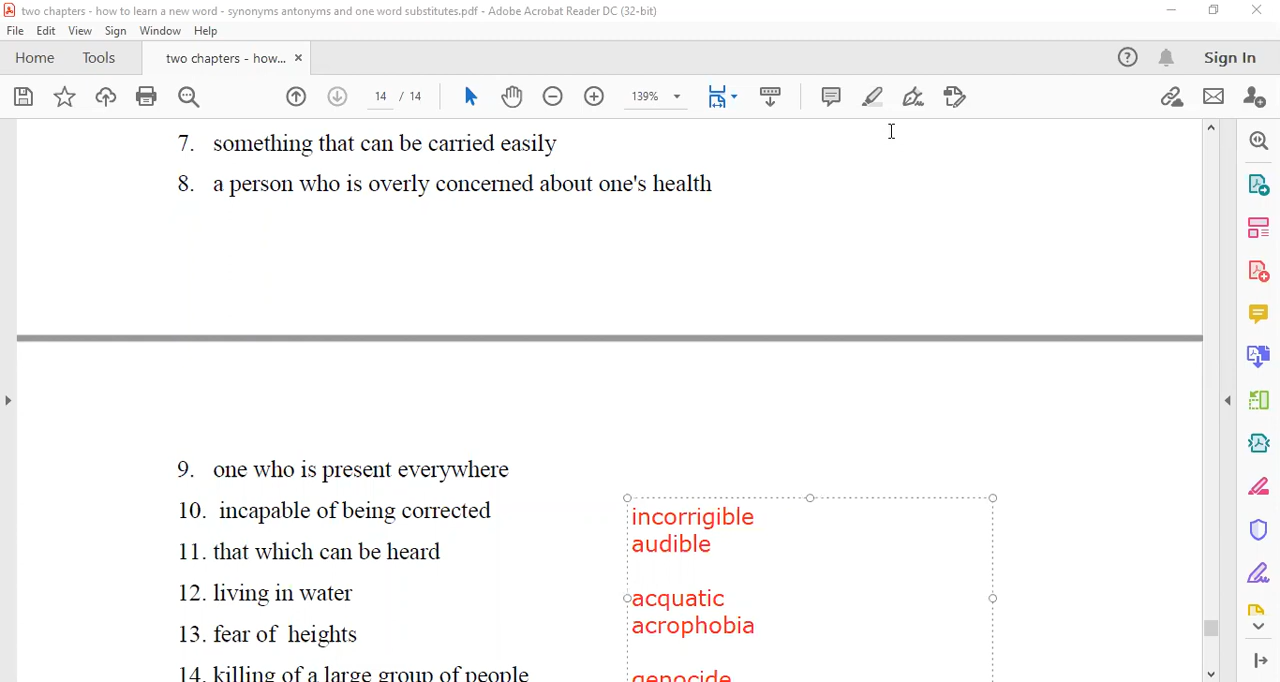 two chapters - how to learn a new word - synonyms antonyms and one word substitutes.pdf - Adobe Acrobat Reader DC (32-bit)
File Edit View Sign Window Help
Home Tools two chapters - how... × Sign In
14 / 14 139%
7. something that can be carried easily
8. a person who is overly concerned about one's health
9. one who is present everywhere
10. incapable of being corrected
incorrigible
11. that which can be heard
audible
12. living in water
acquatic
13. fear of heights
acrophobia
14. killing of a large group of people
genocide